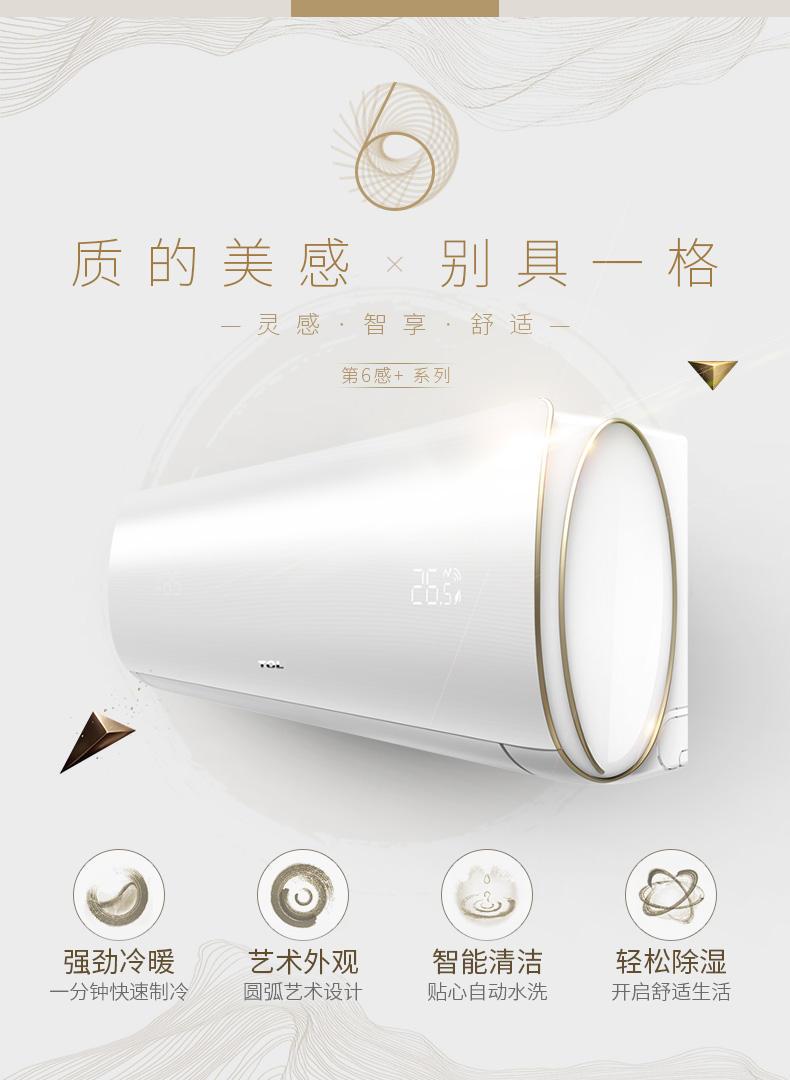 6
质的美感×别具一格
— 灵感·智享·舒适 —
第6感+ 系列
26.5
TCL
强劲冷暖 艺术外观 智能清洁 轻松除湿
一分钟快速制冷 圆弧艺术设计 贴心自动水洗 开启舒适生活